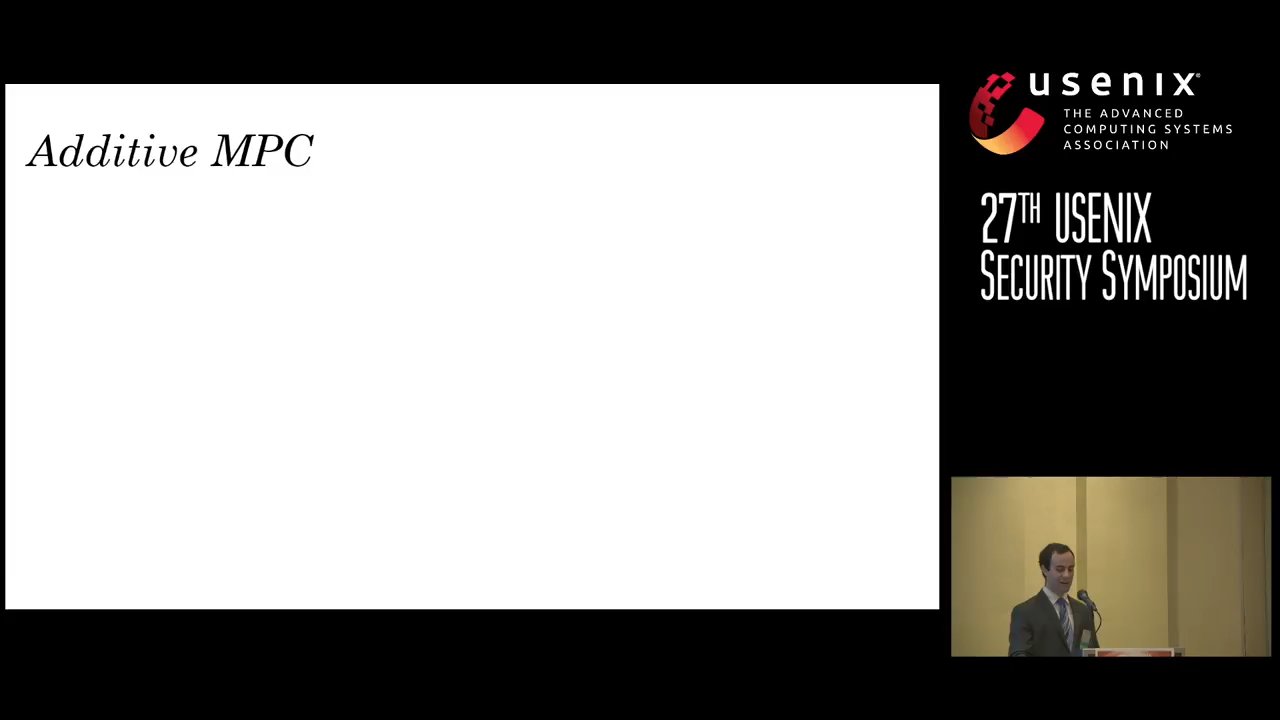 Additive MPC
usenix
THE ADVANCED
COMPUTING SYSTEMS
ASSOCIATION
27TH USENIX
SECURITY SYMPOSIUM